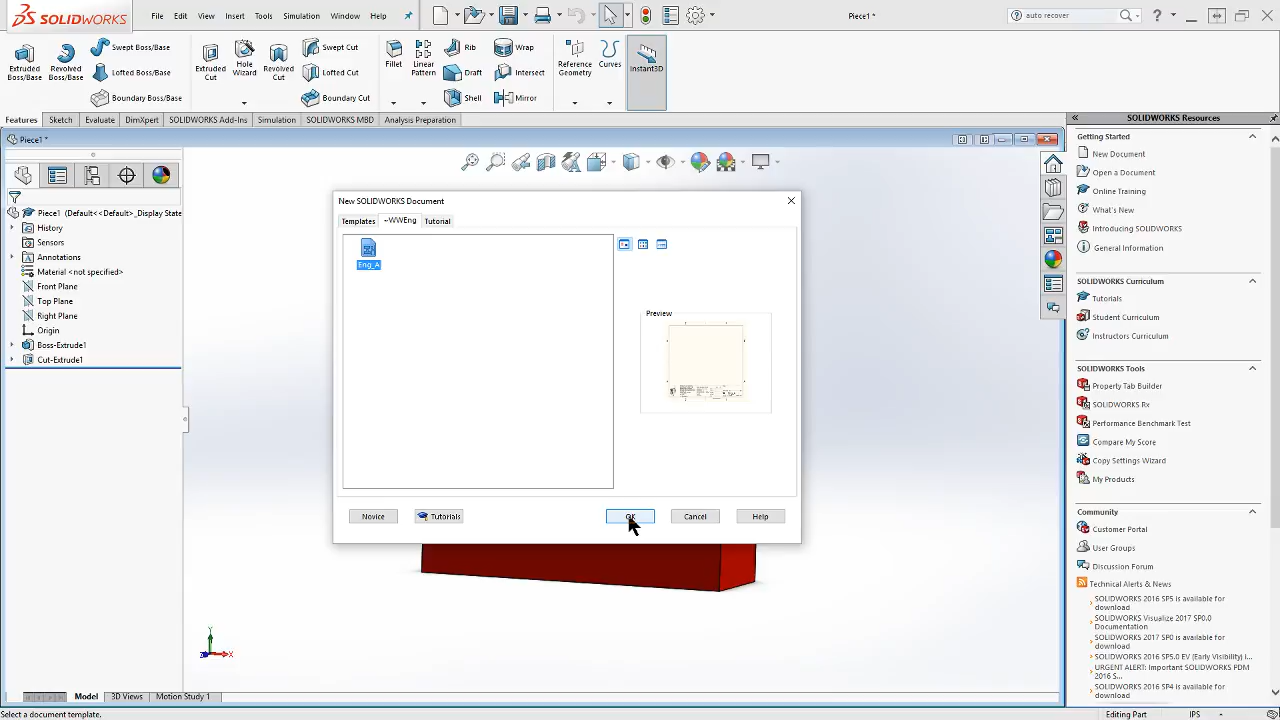 SOLIDWORKS
File Edit View Insert Tools Simulation Window Help
Piece1 *
auto recover
Extruded Boss/Base
Revolved Boss/Base
Swept Boss/Base
Lofted Boss/Base
Boundary Boss/Base
Extruded Cut
Hole Wizard
Revolved Cut
Swept Cut
Lofted Cut
Boundary Cut
Fillet
Linear Pattern
Rib
Draft
Shell
Wrap
Intersect
Mirror
Reference Geometry
Curves
Instant3D
Features Sketch Evaluate DimXpert SOLIDWORKS Add-Ins Simulation SOLIDWORKS MBD Analysis Preparation
Piece1 *
Piece1 (Default<<Default>_Display State
History
Sensors
Annotations
Material <not specified>
Front Plane
Top Plane
Right Plane
Origin
Boss-Extrude1
Cut-Extrude1
New SOLIDWORKS Document
Templates ~WWEng Tutorial
Eng_A
Preview
Novice Tutorials OK Cancel Help
SOLIDWORKS Resources
Getting Started
New Document
Open a Document
Online Training
What's New
Introducing SOLIDWORKS
General Information
SOLIDWORKS Curriculum
Tutorials
Student Curriculum
Instructors Curriculum
SOLIDWORKS Tools
Property Tab Builder
SOLIDWORKS Rx
Performance Benchmark Test
Compare My Score
Copy Settings Wizard
My Products
Community
Customer Portal
User Groups
Discussion Forum
Technical Alerts & News
SOLIDWORKS 2016 SP5 is available for
download
SOLIDWORKS Visualize 2017 SP0.0
Documentation
SOLIDWORKS 2017 SP0 is available for
download
SOLIDWORKS 2016 SP5.0 EV (Early Visibility) i...
URGENT ALERT: Important SOLIDWORKS PDM
2016 S...
SOLIDWORKS 2016 SP4 is available for
download
Y
Z X
Model 3D Views Motion Study 1
Select a document template.
Editing Part IPS